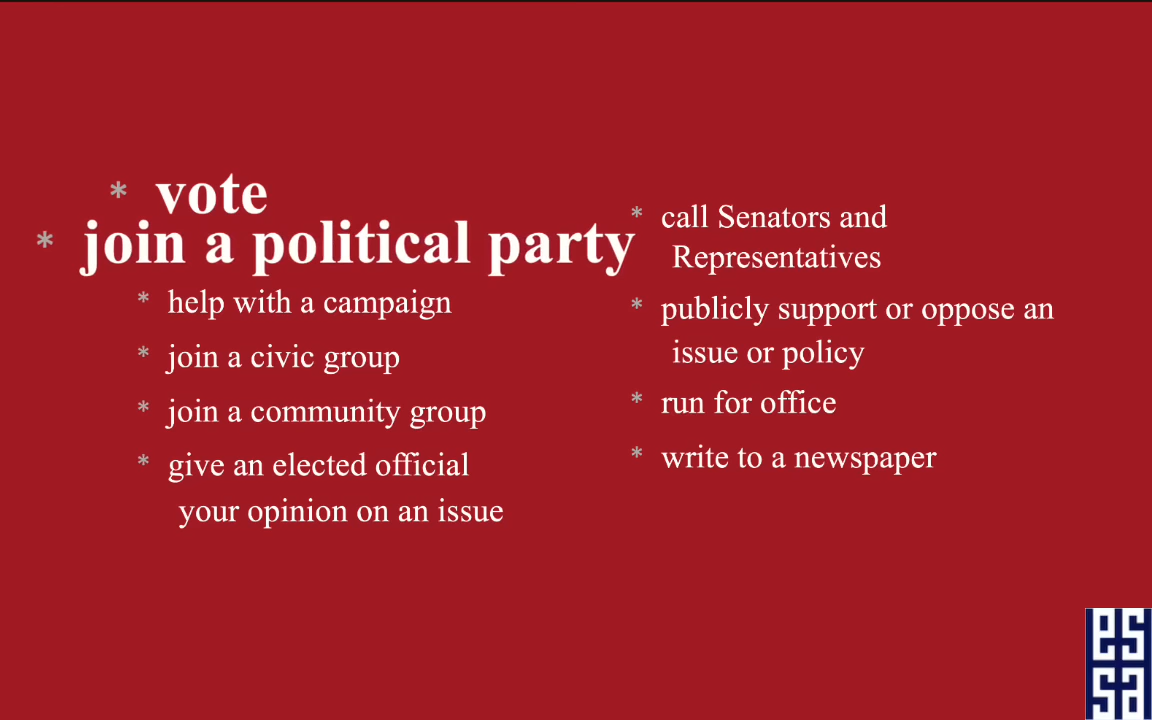 * vote
* join a political party
* help with a campaign
* join a civic group
* join a community group
* give an elected official
your opinion on an issue
* call Senators and
Representatives
* publicly support or oppose an
issue or policy
* run for office
* write to a newspaper
es
sa